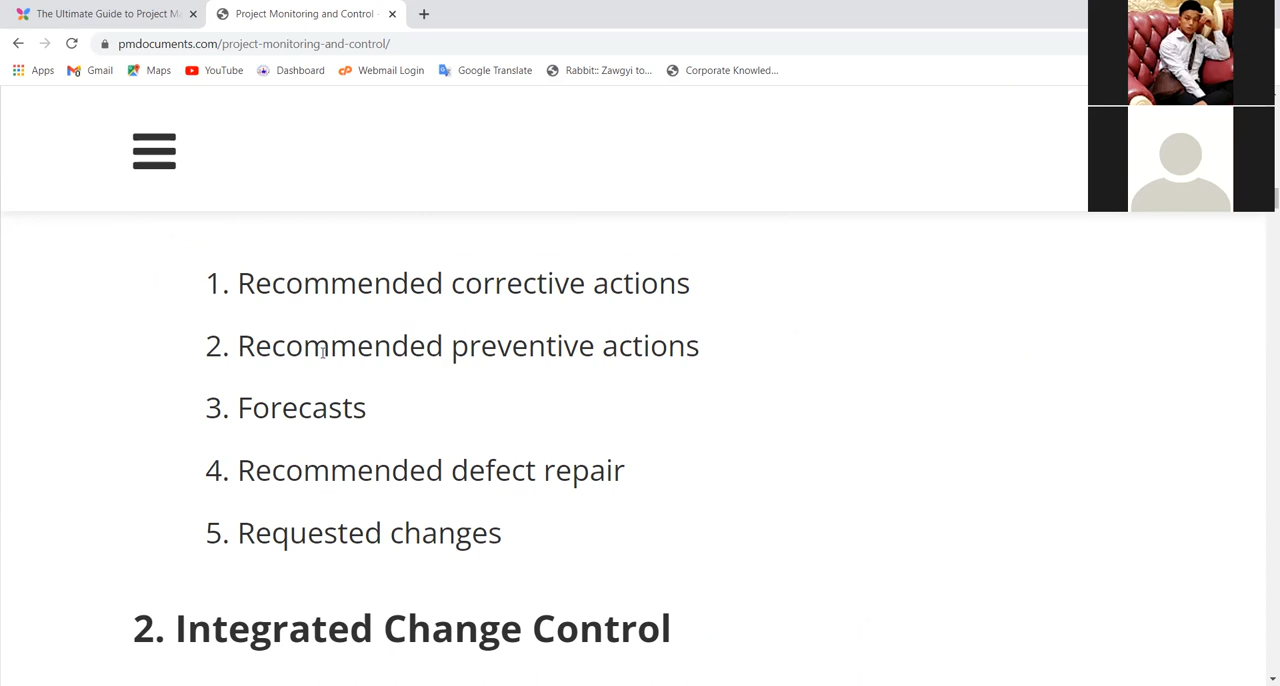 The Ultimate Guide to Project M
Project Monitoring and Control -
pmdocuments.com/project-monitoring-and-control/
Apps Gmail Maps YouTube Dashboard Webmail Login Google Translate Rabbit:: Zawgyi to... Corporate Knowled...
1. Recommended corrective actions
2. Recommended preventive actions
3. Forecasts
4. Recommended defect repair
5. Requested changes
2. Integrated Change Control